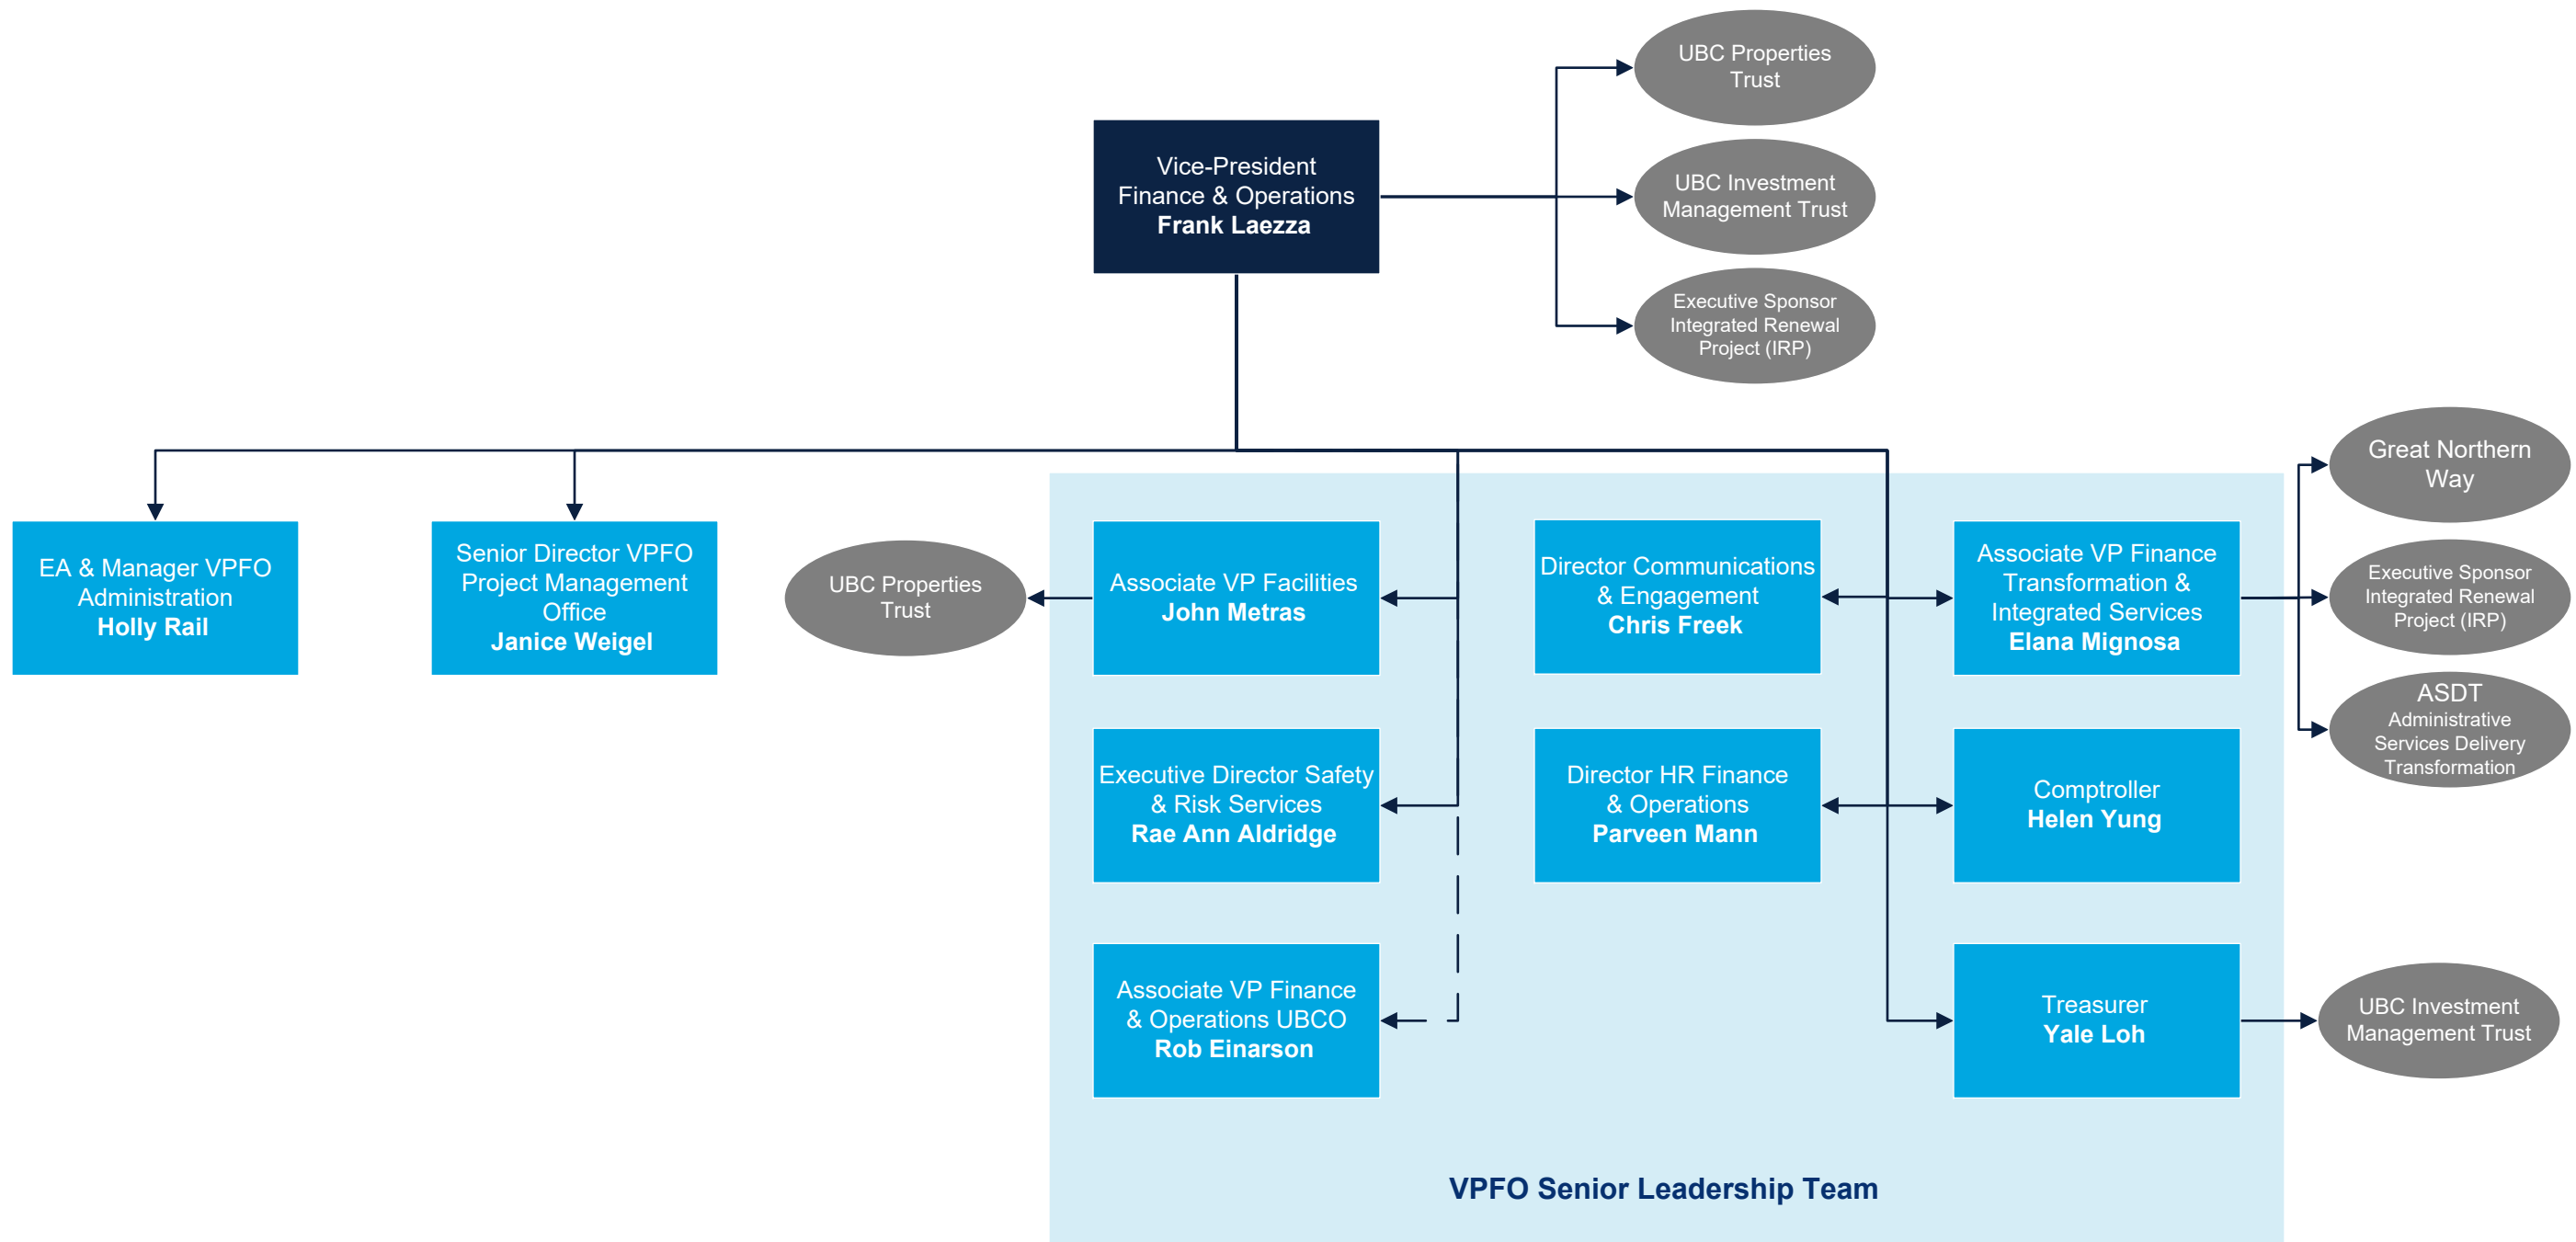 UBC Properties
Trust
Vice-President
Finance & Operations
Frank Laezza
UBC Investment
Management Trust
Executive Sponsor
Integrated Renewal
Project (IRP)
EA & Manager VPFO
Administration
Holly Rail
Senior Director VPFO
Project Management
Office
Janice Weigel
UBC Properties
Trust
Associate VP Facilities
John Metras
Director Communications
& Engagement
Chris Freek
Associate VP Finance
Transformation &
Integrated Services
Elana Mignosa
Great Northern
Way
Executive Sponsor
Integrated Renewal
Project (IRP)
ASDT
Administrative
Services Delivery
Transformation
Executive Director Safety
& Risk Services
Rae Ann Aldridge
Director HR Finance
& Operations
Parveen Mann
Comptroller
Helen Yung
Associate VP Finance
& Operations UBCO
Rob Einarson
Treasurer
Yale Loh
UBC Investment
Management Trust
VPFO Senior Leadership Team